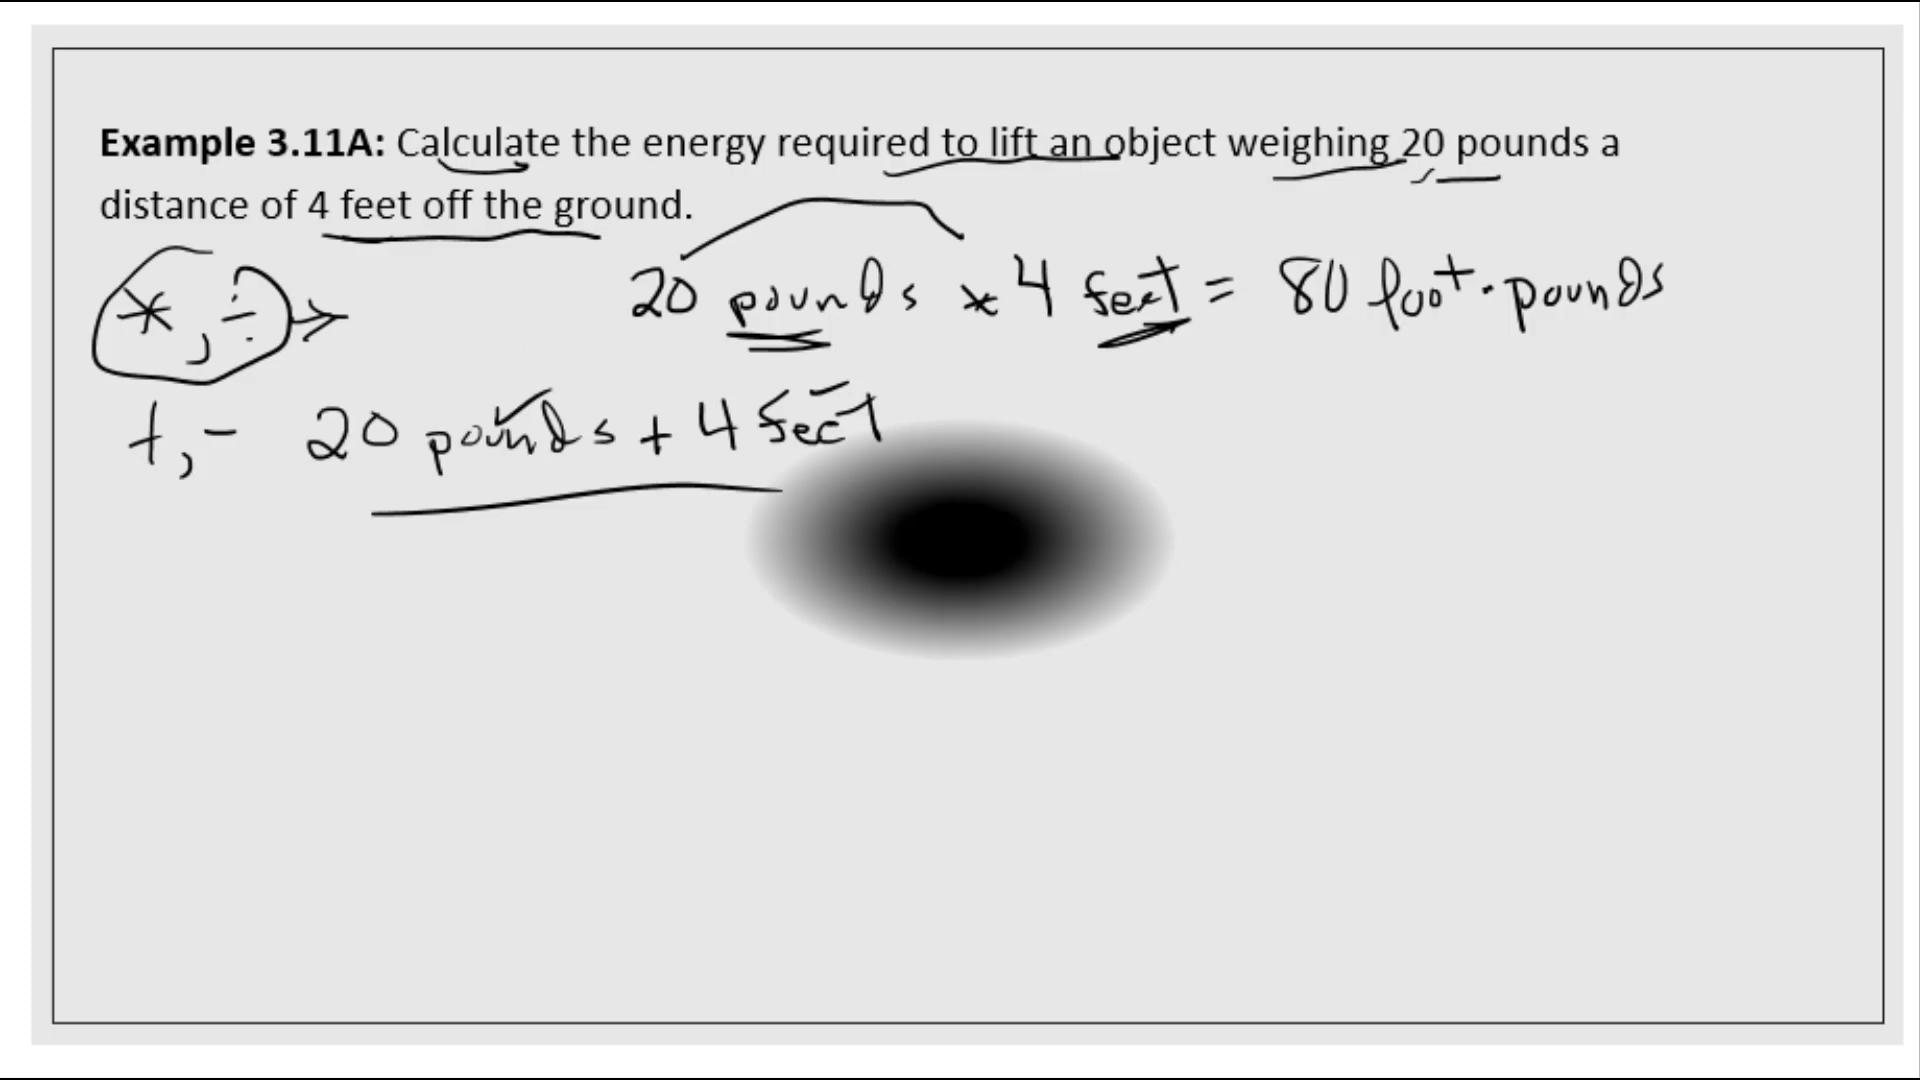 Example 3.11A: Calculate the energy required to lift an object weighing 20 pounds a
distance of 4 feet off the ground.
*, ÷ → 20 pounds * 4 feet = 80 foot · pounds
+, - 20 pounds + 4 feet